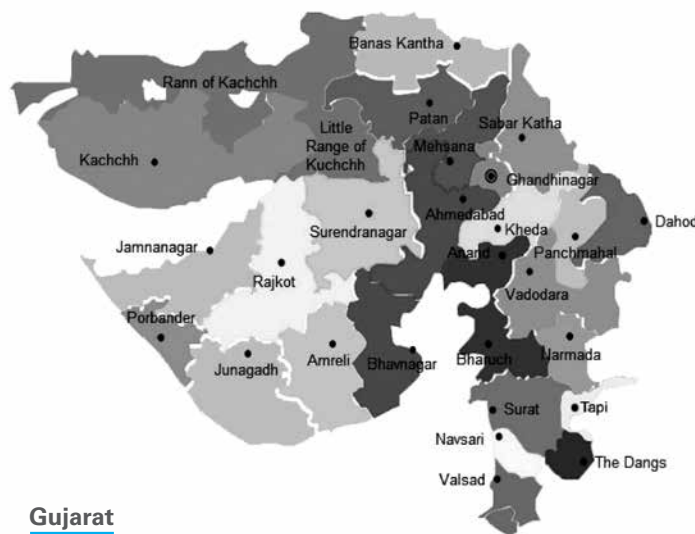 Banas Kantha
Rann of Kachchh
Patan
Little
Range of
Kuchchh
Sabar Katha
Mehsana
Kachchh
Ghandhinagar
Ahmedabad
Surendranagar
Kheda
Dahod
Jamnanagar
Anand
Panchmahal
Rajkot
Vadodara
Porbander
Junagadh
Amreli
Bhavnagar
Bharuch
Narmada
Surat
Tapi
Navsari
The Dangs
Valsad
Gujarat